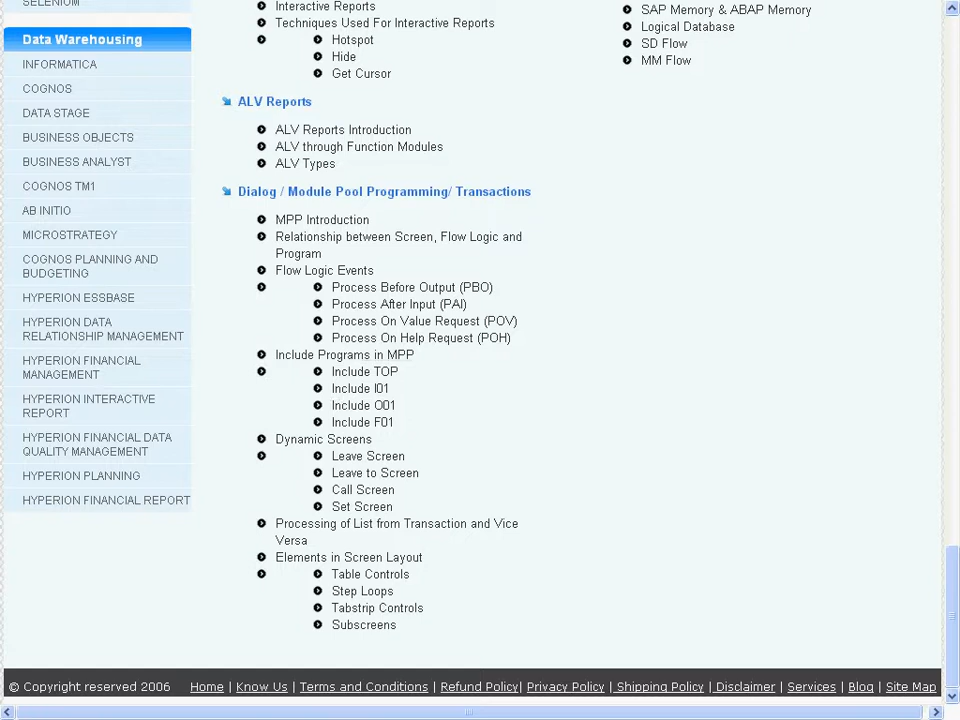 SELENIUM
Data Warehousing
INFORMATICA
COGNOS
DATA STAGE
BUSINESS OBJECTS
BUSINESS ANALYST
COGNOS TM1
AB INITIO
MICROSTRATEGY
COGNOS PLANNING AND
BUDGETING
HYPERION ESSBASE
HYPERION DATA
RELATIONSHIP MANAGEMENT
HYPERION FINANCIAL
MANAGEMENT
HYPERION INTERACTIVE
REPORT
HYPERION FINANCIAL DATA
QUALITY MANAGEMENT
HYPERION PLANNING
HYPERION FINANCIAL REPORT
Interactive Reports
Techniques Used For Interactive Reports
Hotspot
Hide
Get Cursor
ALV Reports
ALV Reports Introduction
ALV through Function Modules
ALV Types
Dialog / Module Pool Programming/ Transactions
MPP Introduction
Relationship between Screen, Flow Logic and
Program
Flow Logic Events
Process Before Output (PBO)
Process After Input (PAI)
Process On Value Request (POV)
Process On Help Request (POH)
Include Programs in MPP
Include TOP
Include I01
Include O01
Include F01
Dynamic Screens
Leave Screen
Leave to Screen
Call Screen
Set Screen
Processing of List from Transaction and Vice
Versa
Elements in Screen Layout
Table Controls
Step Loops
Tabstrip Controls
Subscreens
SAP Memory & ABAP Memory
Logical Database
SD Flow
MM Flow
© Copyright reserved 2006 Home | Know Us | Terms and Conditions | Refund Policy| Privacy Policy | Shipping Policy | Disclaimer | Services | Blog | Site Map